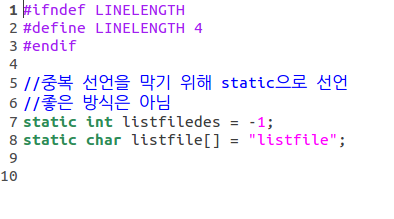 1 #ifndef LINELENGTH
2 #define LINELENGTH 4
3 #endif
4
5 //중복 선언을 막기 위해 static으로 선언
6 //좋은 방식은 아님
7 static int listfiledes = -1;
8 static char listfile[] = "listfile";
9
10